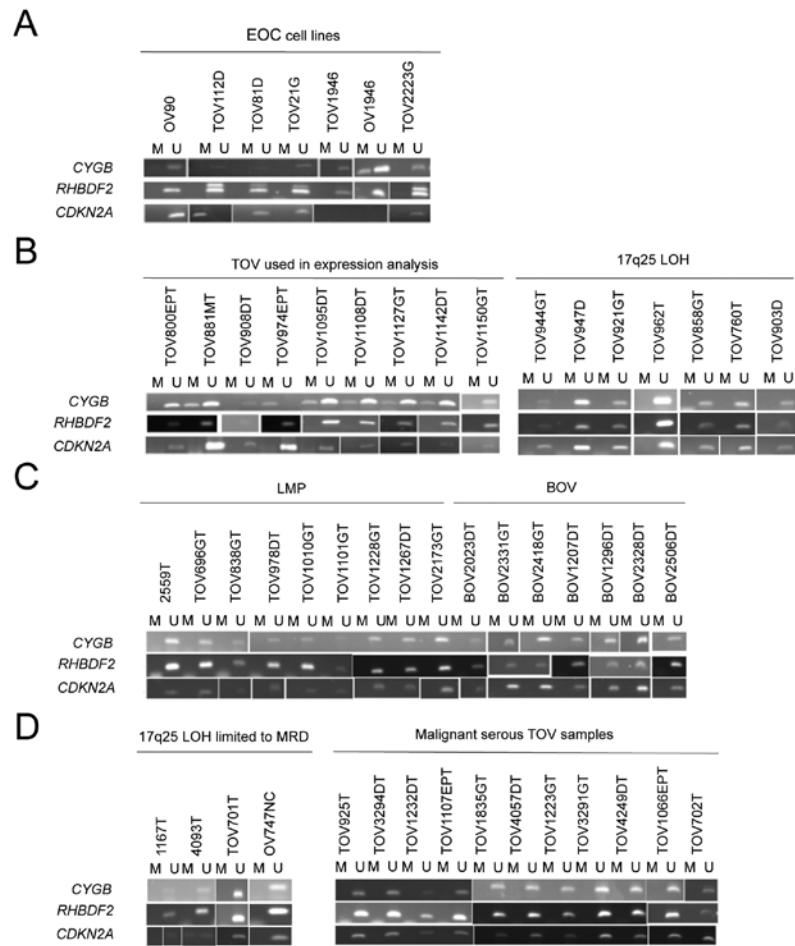 A
EOC cell lines
OV90 TOV112D TOV81D TOV21G TOV1946 OV1946 TOV2223G
M U M U M U M U M U M U M U
CYGB
RHBDF2
CDKN2A
B
TOV used in expression analysis 17q25 LOH
TOV800EPT TOV881MT TOV908DT TOV974EPT TOV1095DT TOV1108DT TOV1127GT TOV1142DT TOV1150GT TOV944GT TOV947D TOV921GT TOV962T TOV858GT TOV760T TOV903D
M U M U M U M U M U M U M U M U M U M U M U M U M U M U M U M U
CYGB
RHBDF2
CDKN2A
C
LMP BOV
2559T TOV696GT TOV838GT TOV978DT TOV1010GT TOV1101GT TOV1228GT TOV1267DT TOV2173GT BOV2023DT BOV2331GT BOV2418GT BOV1207DT BOV1296DT BOV2328DT BOV2506DT
M U M U M U M U M U M U M U M U M U M U M U M U M U M U M U M U
CYGB
RHBDF2
CDKN2A
D
17q25 LOH limited to MRD Malignant serous TOV samples
1167T 4093T TOV701T OV747NC TOV925T TOV3294DT TOV1232DT TOV1107EPT TOV1835GT TOV4057DT TOV1223GT TOV3291GT TOV4249DT TOV1066EPT TOV702T
M U M U M U M U M U M U M U M U M U M U M U M U M U M U M U
CYGB
RHBDF2
CDKN2A